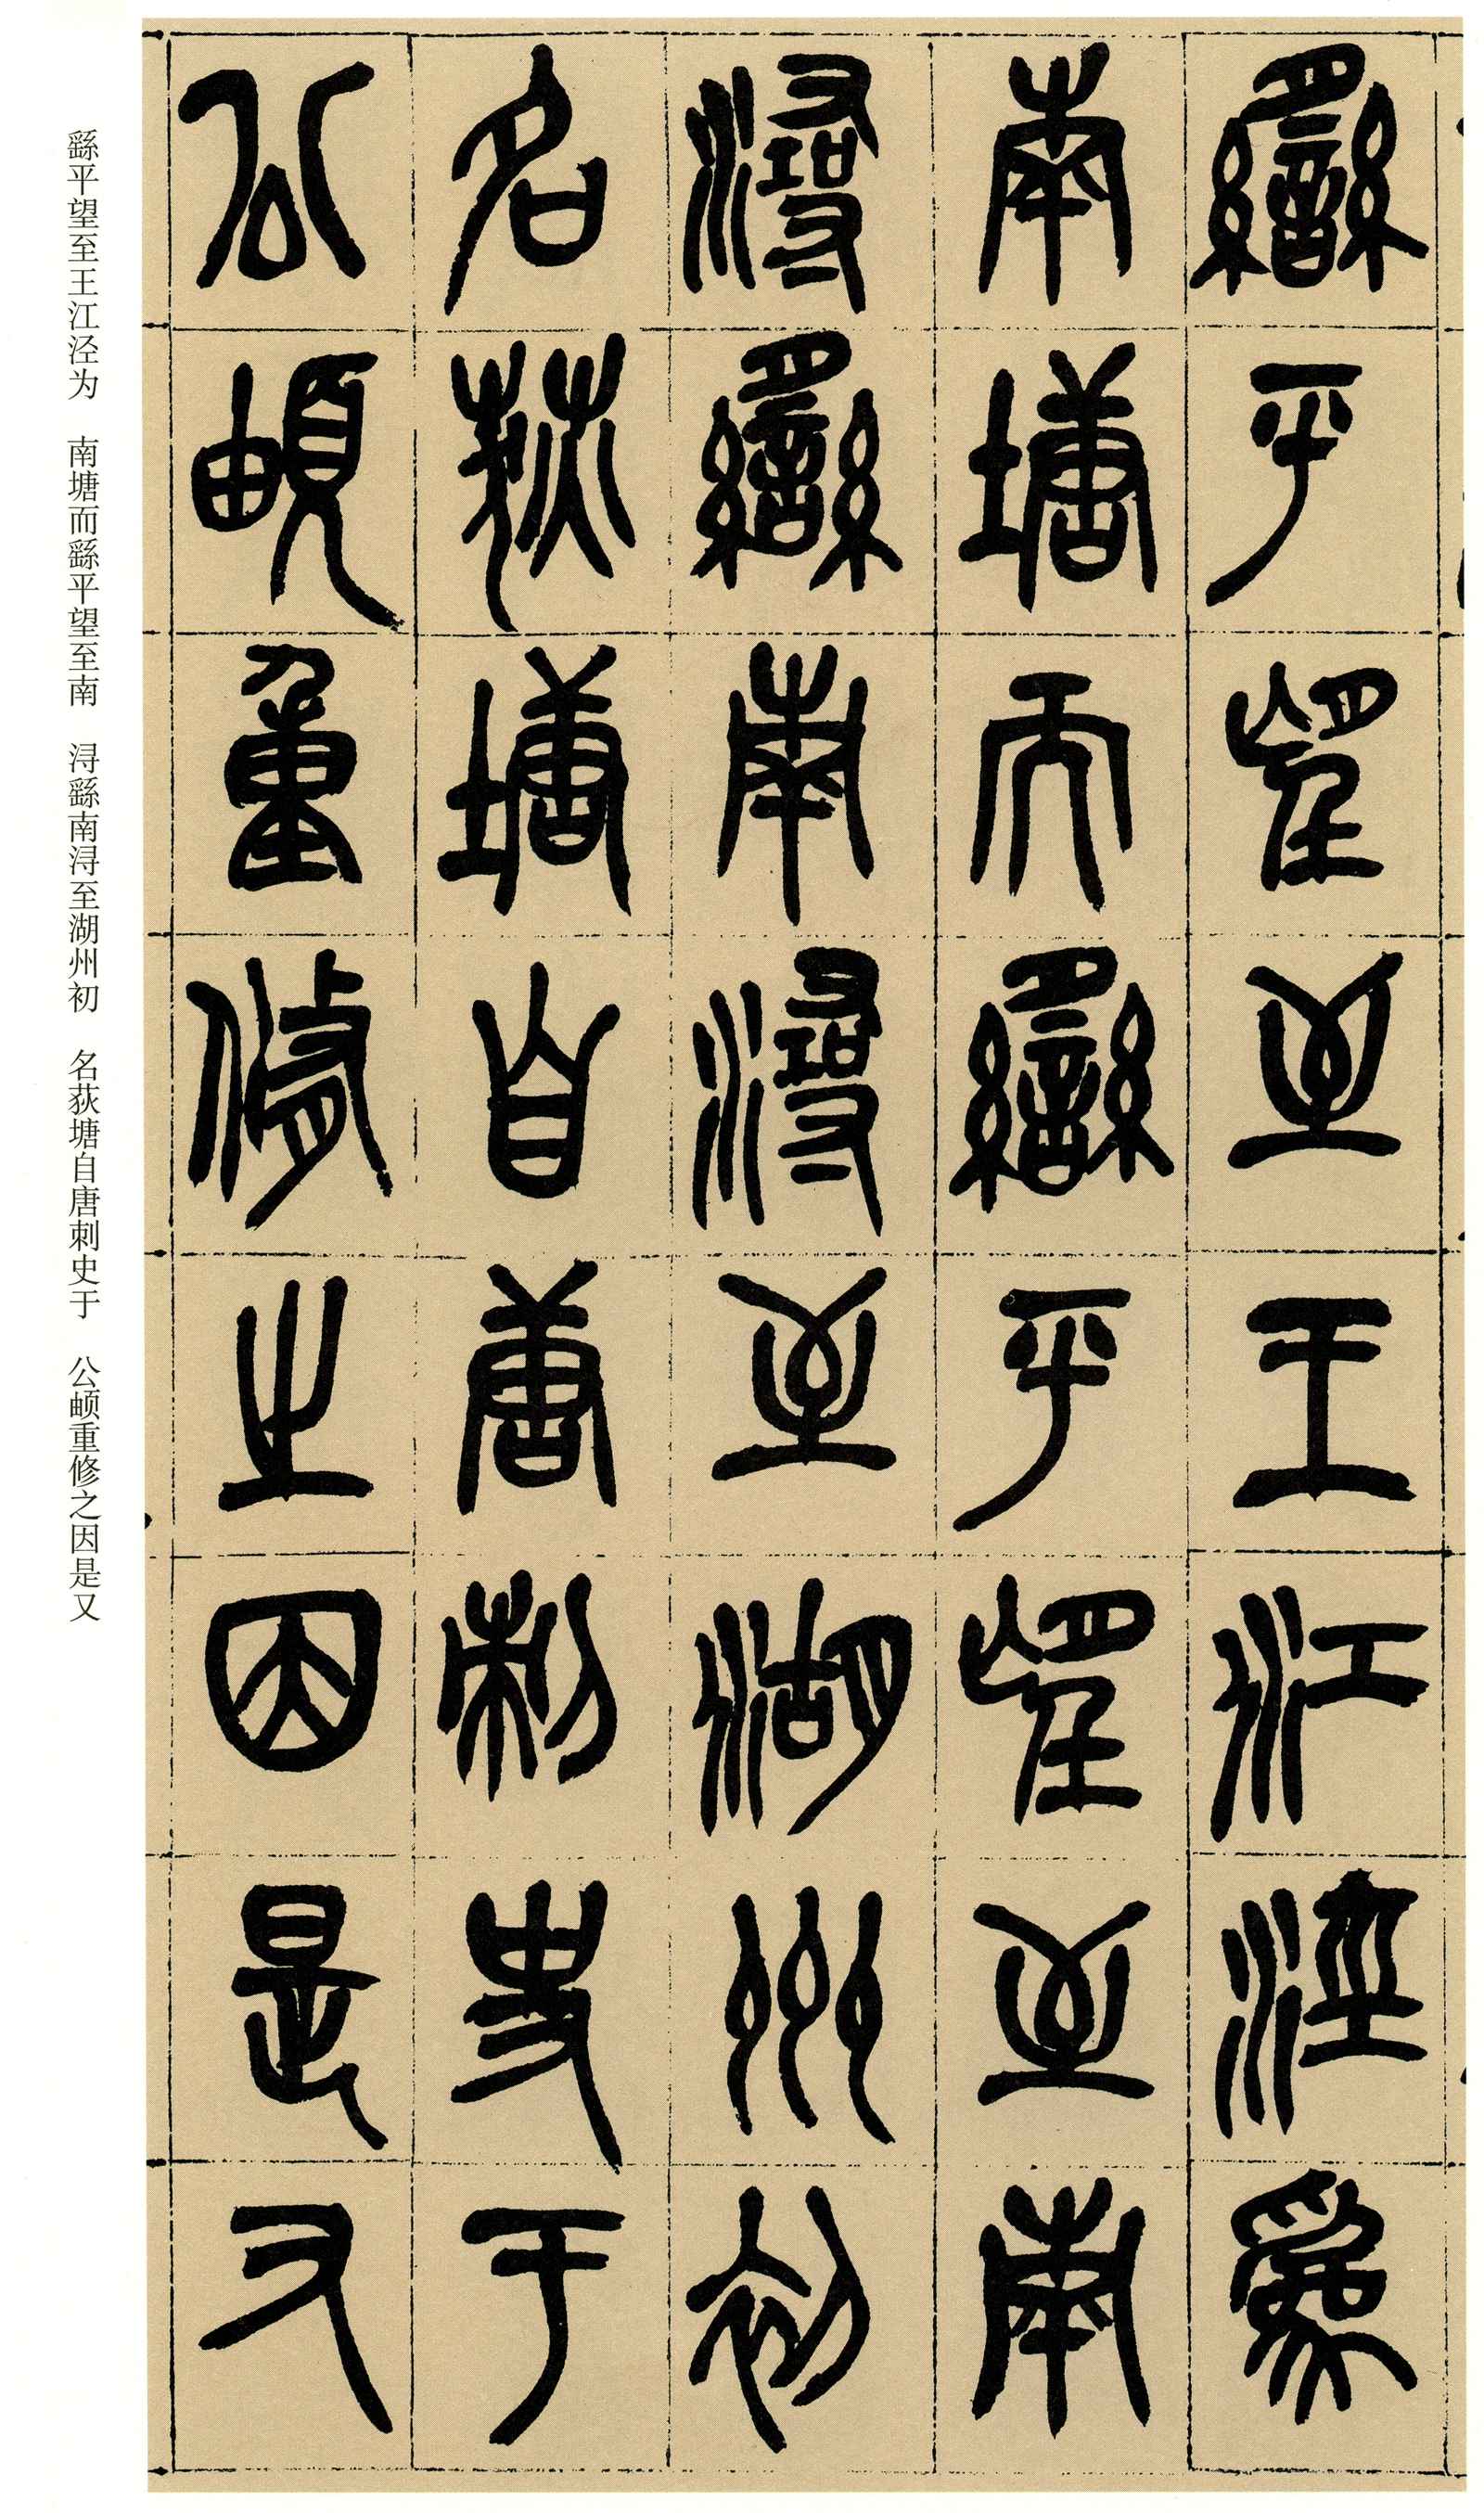 繇平望至王江涇為
南塘而繇平望至南
潯繇南潯至湖州初
名荻塘自唐刺史于
公頔重修之因是又
繇平望至王江泾为　南塘而繇平望至南　浔繇南浔至湖州初　名荻塘自唐刺史于　公頔重修之因是又